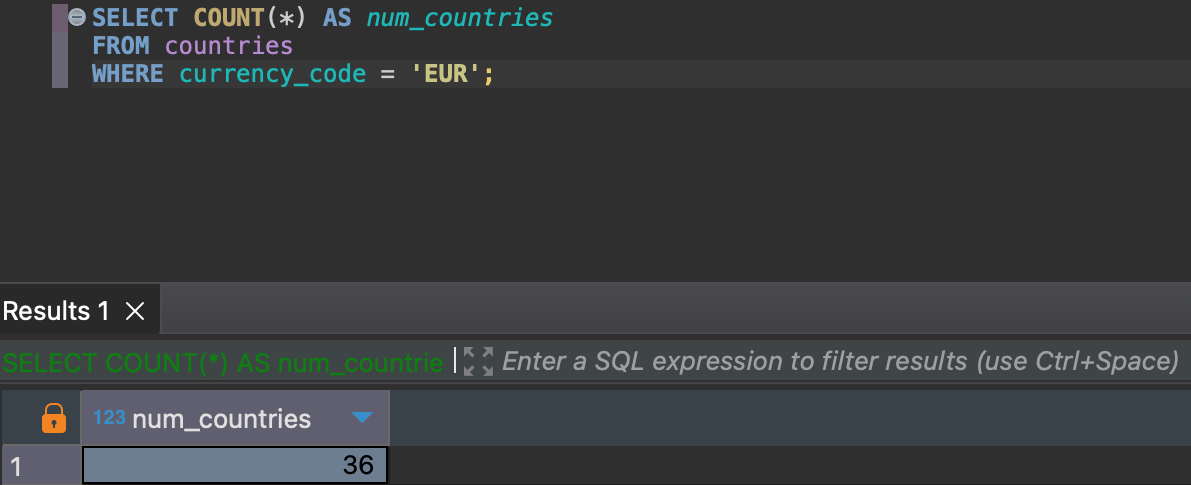 SELECT COUNT(*) AS num_countries
FROM countries
WHERE currency_code = 'EUR';
Results 1
SELECT COUNT(*) AS num_countrie Enter a SQL expression to filter results (use Ctrl+Space)
123 num_countries
1 36